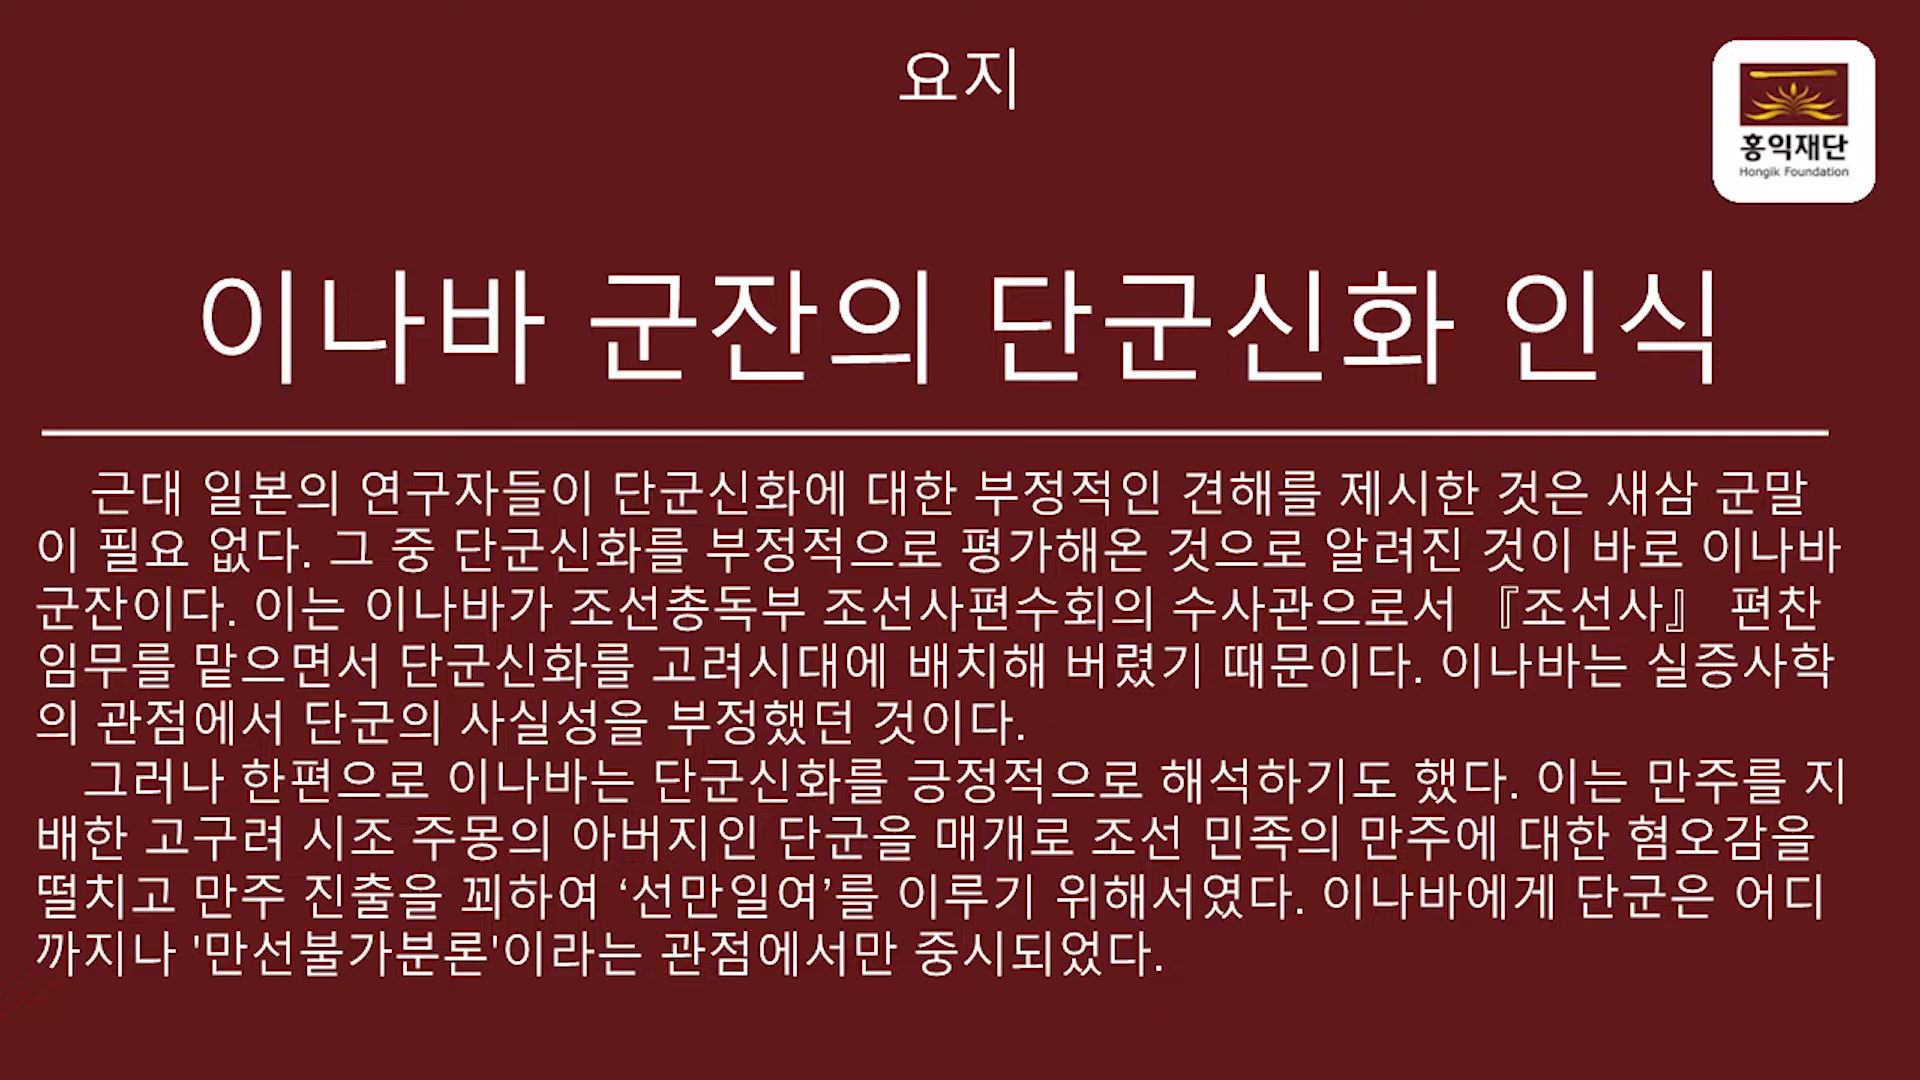 요지
홍익재단
Hongik Foundation
이나바 군잔의 단군신화 인식
근대 일본의 연구자들이 단군신화에 대한 부정적인 견해를 제시한 것은 새삼 군말
이 필요 없다. 그 중 단군신화를 부정적으로 평가해온 것으로 알려진 것이 바로 이나바
군잔이다. 이는 이나바가 조선총독부 조선사편수회의 수사관으로서 『조선사』 편찬
임무를 맡으면서 단군신화를 고려시대에 배치해 버렸기 때문이다. 이나바는 실증사학
의 관점에서 단군의 사실성을 부정했던 것이다.
그러나 한편으로 이나바는 단군신화를 긍정적으로 해석하기도 했다. 이는 만주를 지
배한 고구려 시조 주몽의 아버지인 단군을 매개로 조선 민족의 만주에 대한 혐오감을
떨치고 만주 진출을 꾀하여 ‘선만일여’를 이루기 위해서였다. 이나바에게 단군은 어디
까지나 '만선불가분론'이라는 관점에서만 중시되었다.